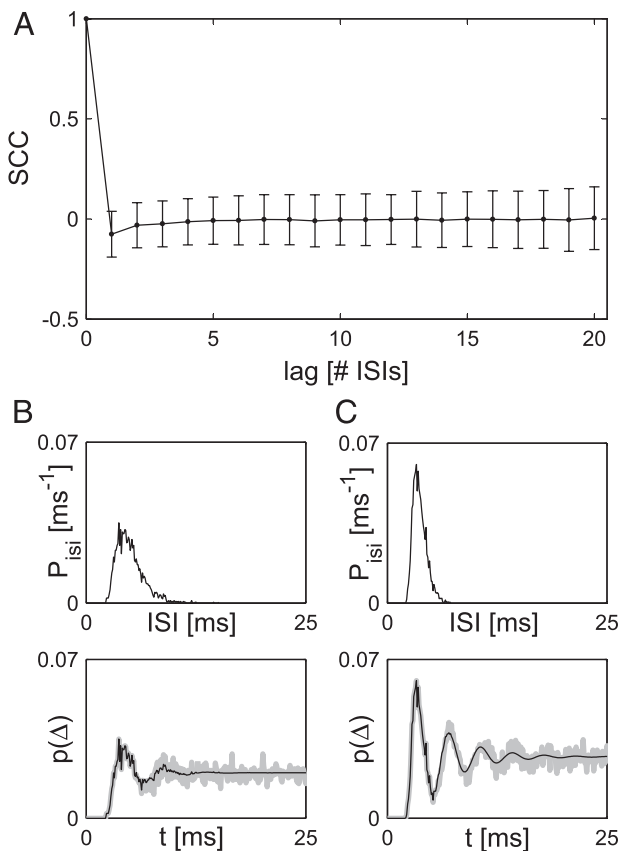 A
1
0.5
0
-0.5
SCC
0 5 10 15 20
lag [# ISIs]
B C
0.07 0.07
P_isi [ms⁻¹] P_isi [ms⁻¹]
0 0
0 25 0 25
ISI [ms] ISI [ms]
0.07 0.07
p(Δ) p(Δ)
0 0
0 25 0 25
t [ms] t [ms]